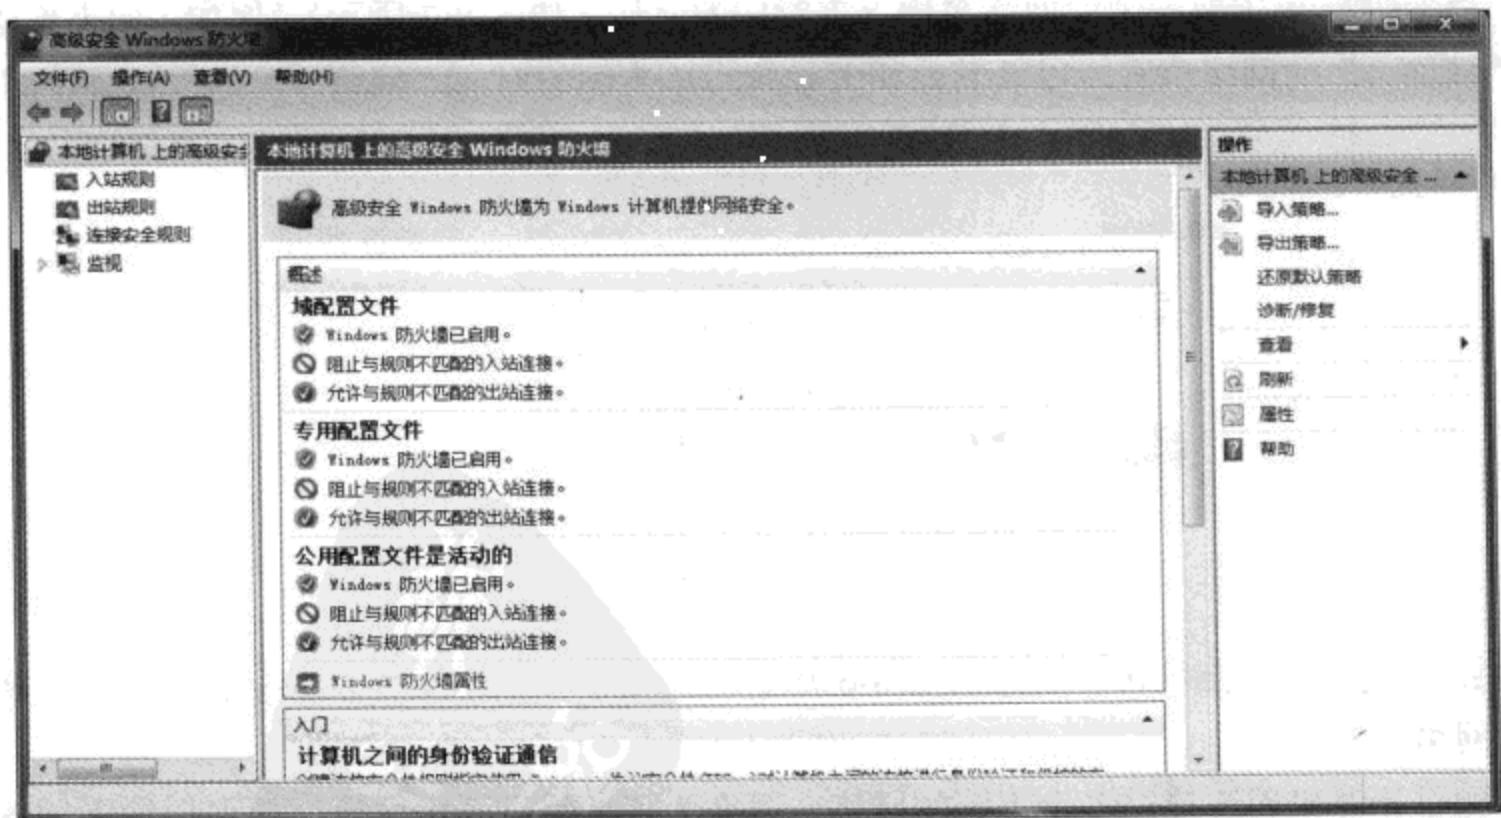 高级安全 Windows 防火墙
文件(F) 操作(A) 查看(V) 帮助(H)
本地计算机 上的高级安全
入站规则
出站规则
连接安全规则
监视
本地计算机 上的高级安全 Windows 防火墙
高级安全 Windows 防火墙为 Windows 计算机提供网络安全。
概述
域配置文件
Windows 防火墙已启用。
阻止与规则不匹配的入站连接。
允许与规则不匹配的出站连接。
专用配置文件
Windows 防火墙已启用。
阻止与规则不匹配的入站连接。
允许与规则不匹配的出站连接。
公用配置文件是活动的
Windows 防火墙已启用。
阻止与规则不匹配的入站连接。
允许与规则不匹配的出站连接。
Windows 防火墙属性
入门
计算机之间的身份验证通信
操作
本地计算机 上的高级安全 ...
导入策略...
导出策略...
还原默认策略
诊断/修复
查看
刷新
属性
帮助